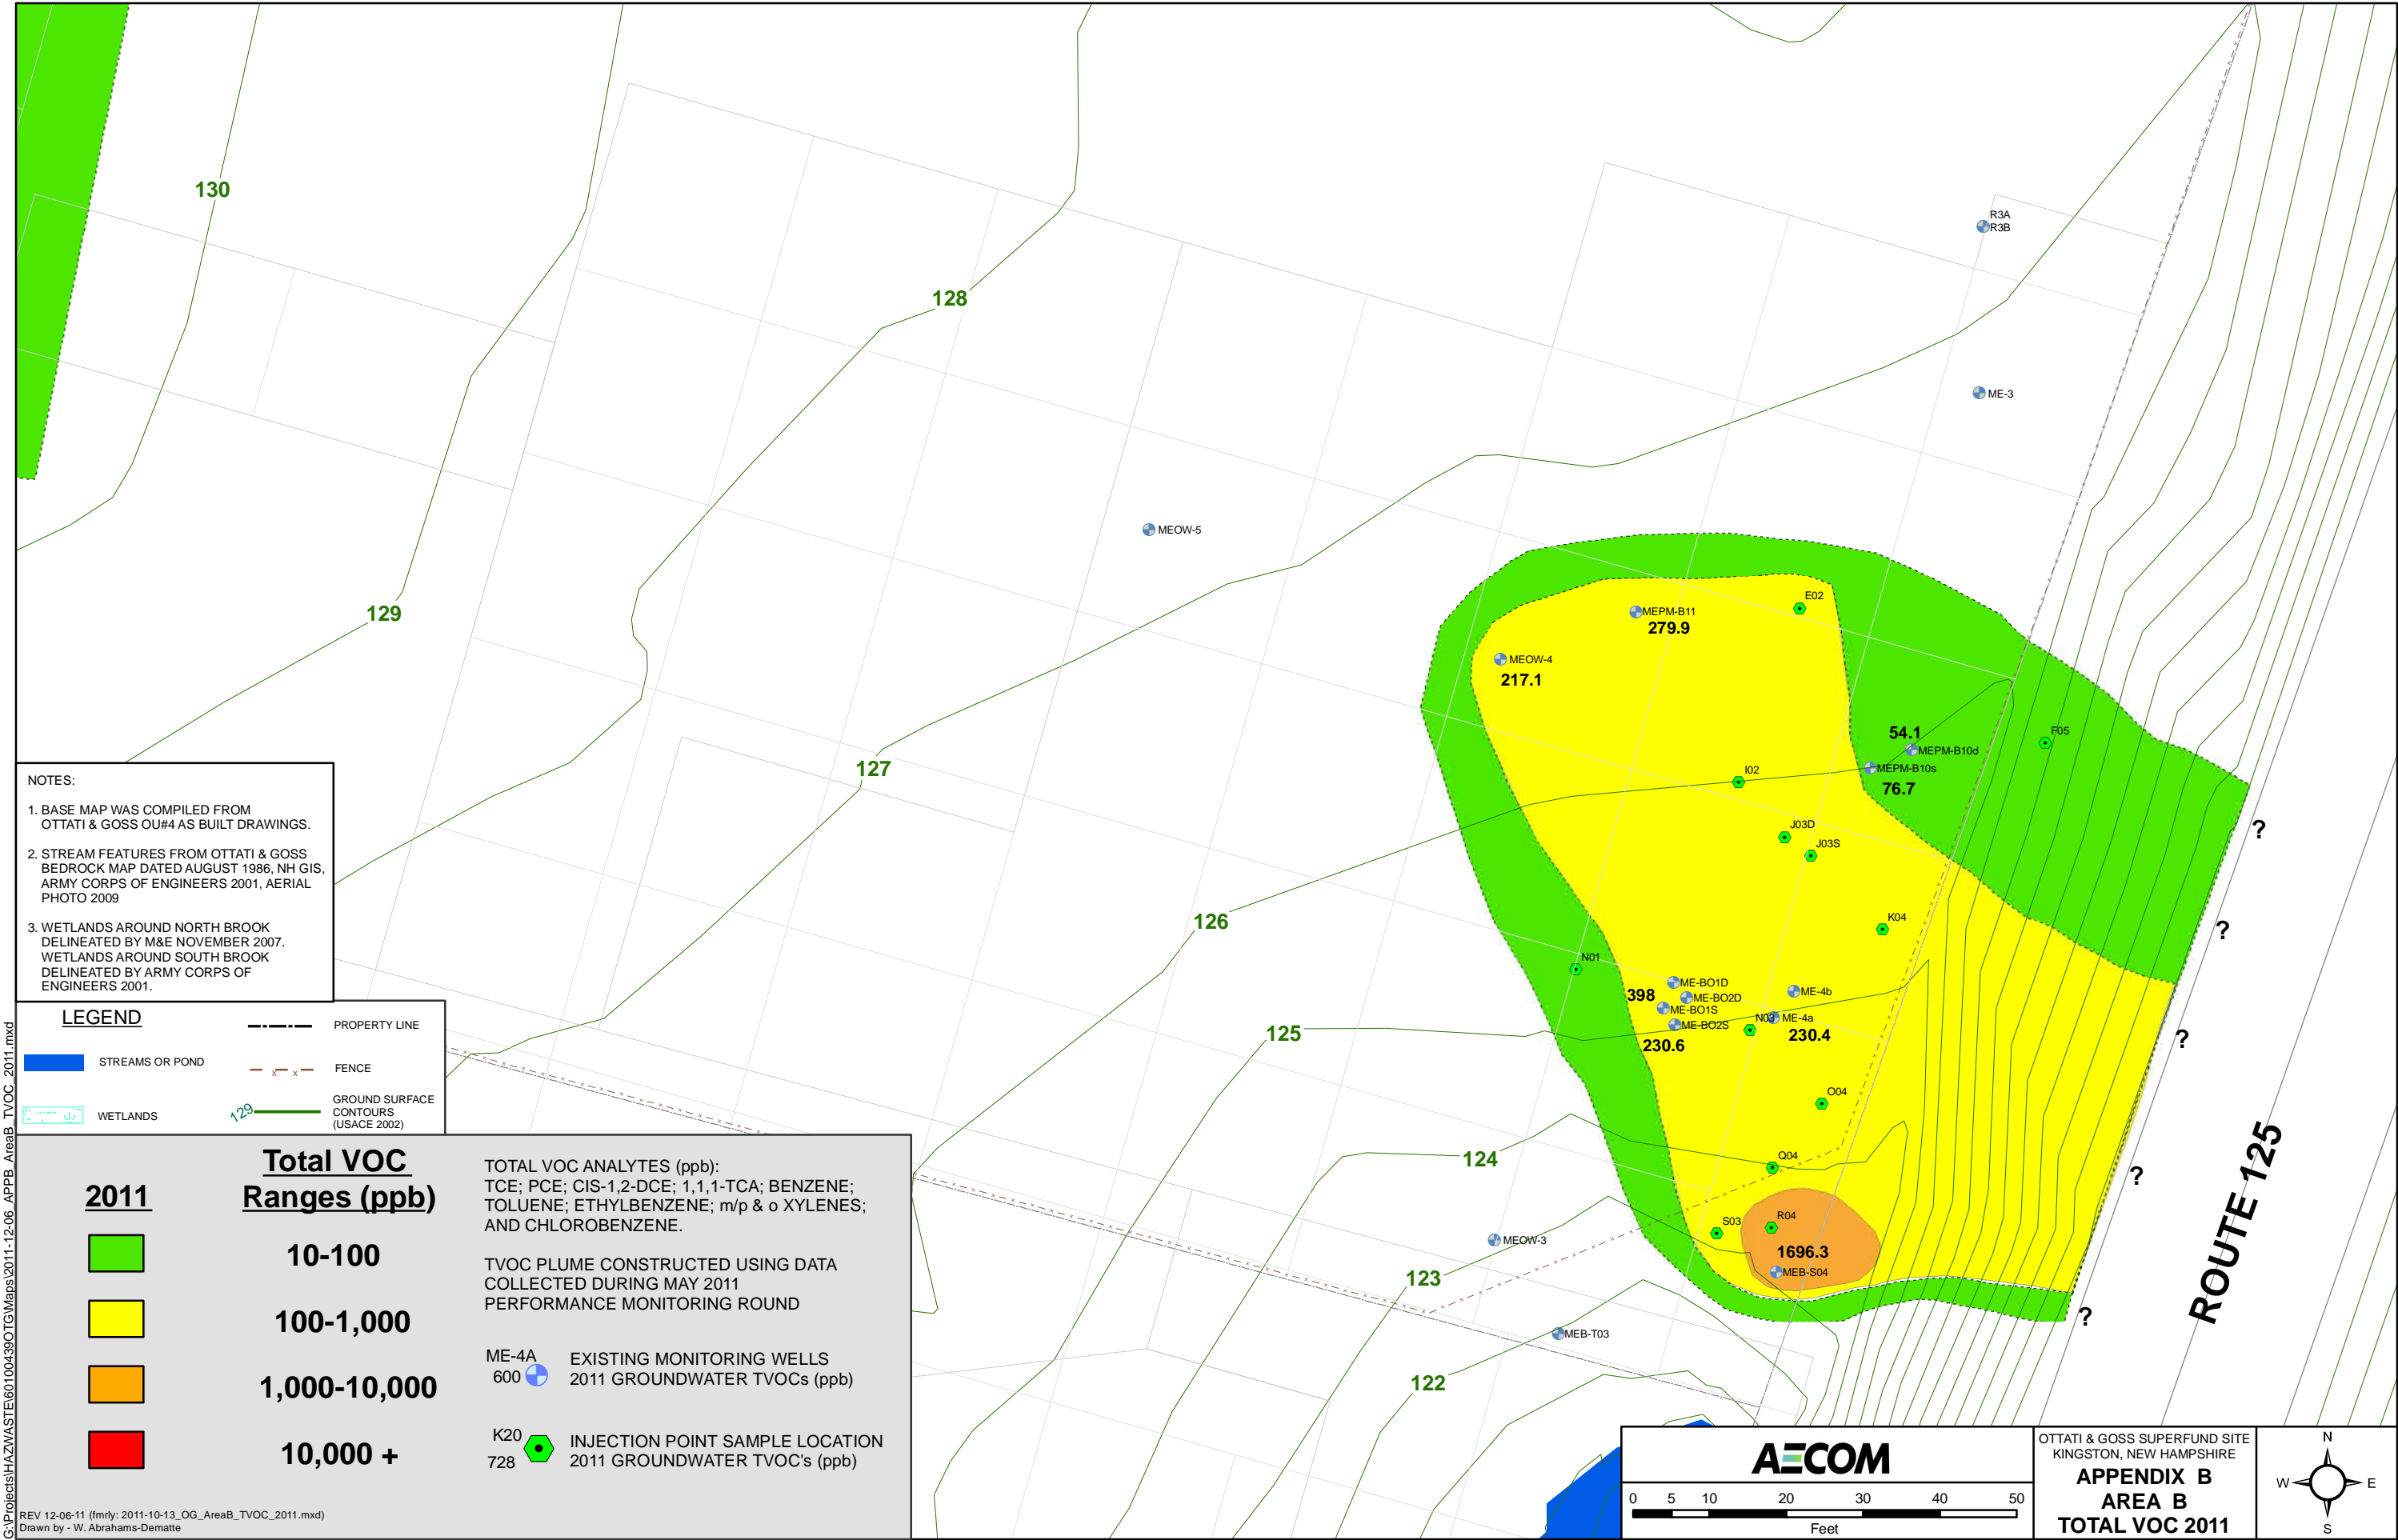 130
128
129
127
126
125
124
123
122
R3A
R3B
ME-3
MEOW-5
E02
MEPM-B11
279.9
MEOW-4
217.1
54.1
MEPM-B10d
F05
MEPM-B10s
76.7
I02
J03D
J03S
K04
N01
ME-BO1D
398
ME-BO2D
ME-4b
ME-BO1S
N03
ME-4a
ME-BO2S
230.4
230.6
O04
Q04
S03
R04
1696.3
MEB-S04
MEOW-3
MEB-T03
?
?
?
?
?
ROUTE 125
NOTES:
1. BASE MAP WAS COMPILED FROM
OTTATI & GOSS OU#4 AS BUILT DRAWINGS.
2. STREAM FEATURES FROM OTTATI & GOSS
BEDROCK MAP DATED AUGUST 1986, NH GIS,
ARMY CORPS OF ENGINEERS 2001, AERIAL
PHOTO 2009
3. WETLANDS AROUND NORTH BROOK
DELINEATED BY M&E NOVEMBER 2007.
WETLANDS AROUND SOUTH BROOK
DELINEATED BY ARMY CORPS OF
ENGINEERS 2001.
LEGEND
PROPERTY LINE
STREAMS OR POND
x x
FENCE
WETLANDS
129
GROUND SURFACE
CONTOURS
(USACE 2002)
2011
Total VOC
Ranges (ppb)
10-100
100-1,000
1,000-10,000
10,000 +
TOTAL VOC ANALYTES (ppb):
TCE; PCE; CIS-1,2-DCE; 1,1,1-TCA; BENZENE;
TOLUENE; ETHYLBENZENE; m/p & o XYLENES;
AND CHLOROBENZENE.
TVOC PLUME CONSTRUCTED USING DATA
COLLECTED DURING MAY 2011
PERFORMANCE MONITORING ROUND
ME-4A
600
EXISTING MONITORING WELLS
2011 GROUNDWATER TVOCs (ppb)
K20
728
INJECTION POINT SAMPLE LOCATION
2011 GROUNDWATER TVOC's (ppb)
REV 12-06-11 (fmrly: 2011-10-13_OG_AreaB_TVOC_2011.mxd)
Drawn by - W. Abrahams-Dematte
G:\Projects\HAZWASTE\60100439OTG\Maps\2011-12-06_APPB_AreaB_TVOC_2011.mxd
AECOM
0 5 10 20 30 40 50
Feet
OTTATI & GOSS SUPERFUND SITE
KINGSTON, NEW HAMPSHIRE
APPENDIX B
AREA B
TOTAL VOC 2011
N
W E
S